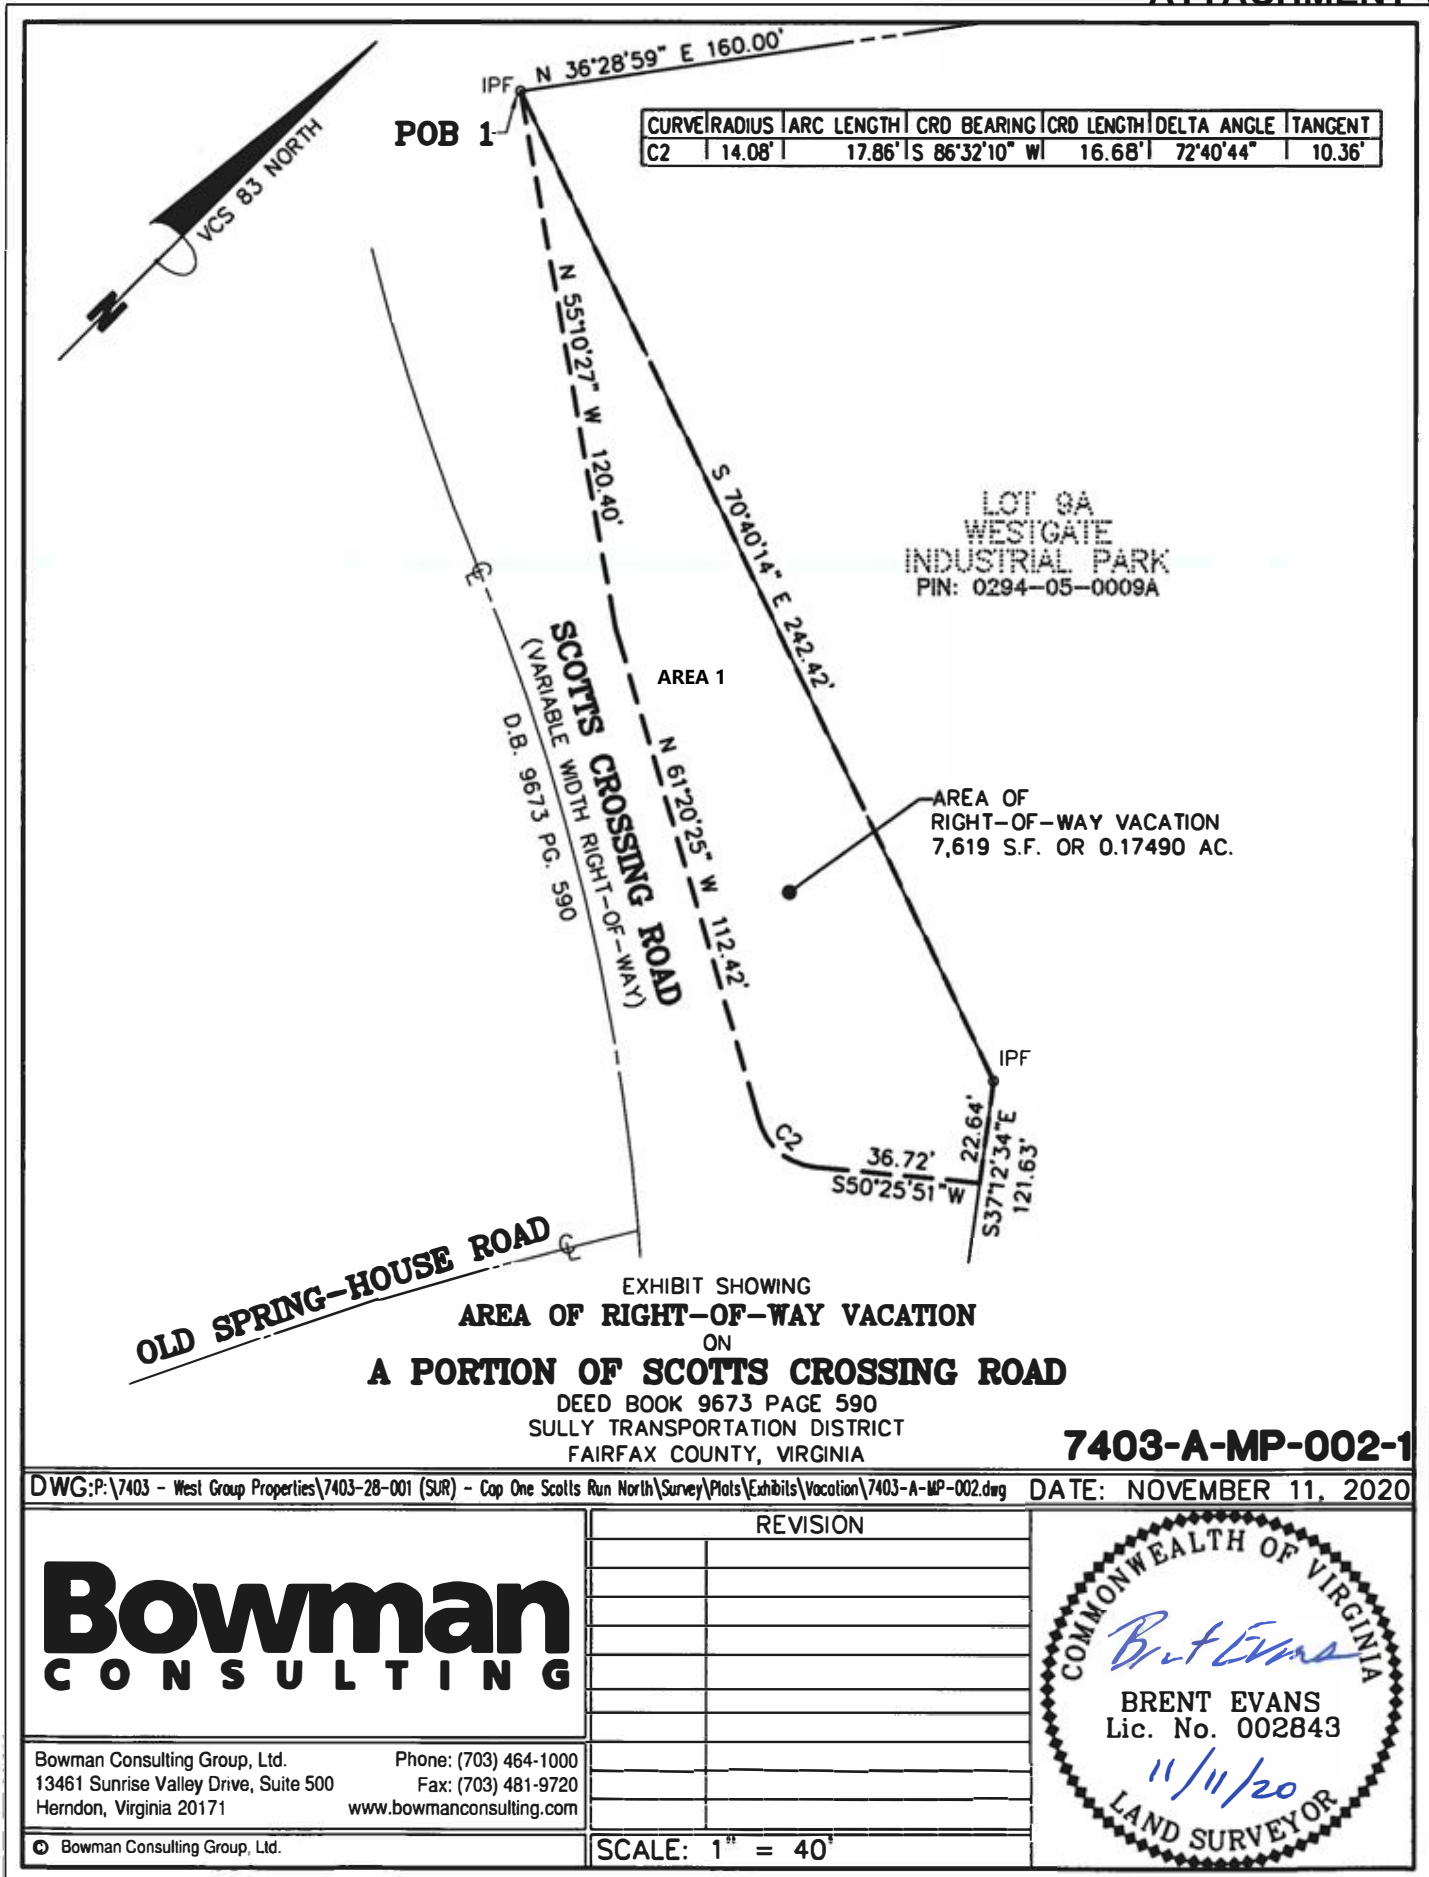 ATTACHMENT
N 36°28'59" E 160.00'
IPF
POB 1
CURVE RADIUS ARC LENGTH CRD BEARING CRD LENGTH DELTA ANGLE TANGENT
C2 14.08' 17.86' S 86°32'10" W 16.68' 72°40'44" 10.36'
VCS 83 NORTH
N
N 55°10'27" W 120.40'
S 70°40'14" E 242.42'
LOT 9A
WESTGATE
INDUSTRIAL PARK
PIN: 0294-05-0009A
SCOTTS CROSSING ROAD
(VARIABLE WIDTH RIGHT-OF-WAY)
D.B. 9673 PG. 590
AREA 1
N 61°20'25" W 112.42'
AREA OF
RIGHT-OF-WAY VACATION
7,619 S.F. OR 0.17490 AC.
IPF
C2
36.72'
S50°25'51"W
22.64'
S37°12'34"E
121.63'
OLD SPRING-HOUSE ROAD
EXHIBIT SHOWING
AREA OF RIGHT-OF-WAY VACATION
ON
A PORTION OF SCOTTS CROSSING ROAD
DEED BOOK 9673 PAGE 590
SULLY TRANSPORTATION DISTRICT
FAIRFAX COUNTY, VIRGINIA
7403-A-MP-002-1
DWG:P:\7403 - West Group Properties\7403-28-001 (SUR) - Cap One Scotts Run North\Survey\Plats\Exhibits\Vacation\7403-A-MP-002.dwg
DATE: NOVEMBER 11, 2020
Bowman
CONSULTING
REVISION
COMMONWEALTH OF VIRGINIA
Brent Evans
BRENT EVANS
Lic. No. 002843
11/11/20
LAND SURVEYOR
Bowman Consulting Group, Ltd. Phone: (703) 464-1000
13461 Sunrise Valley Drive, Suite 500 Fax: (703) 481-9720
Herndon, Virginia 20171 www.bowmanconsulting.com
© Bowman Consulting Group, Ltd.
SCALE: 1" = 40'